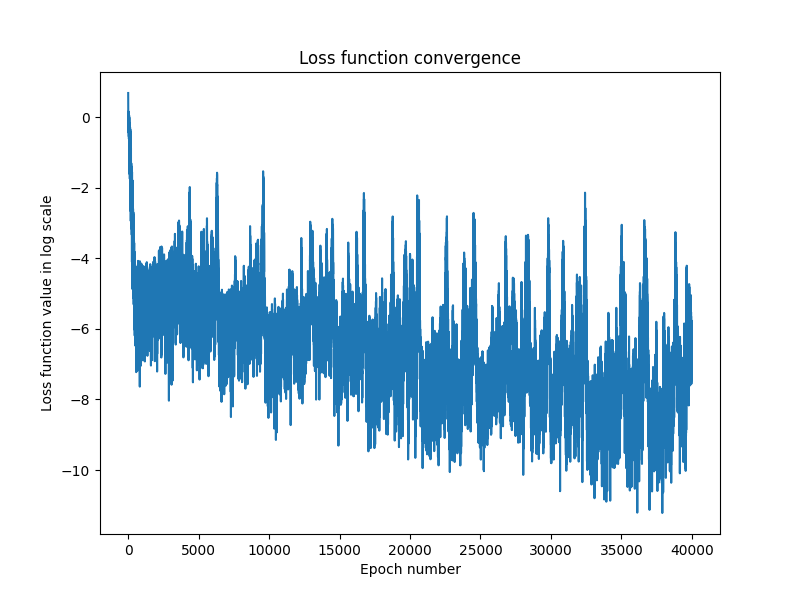 Loss function convergence
Loss function value in log scale
0
−2
−4
−6
−8
−10
0 5000 10000 15000 20000 25000 30000 35000 40000
Epoch number